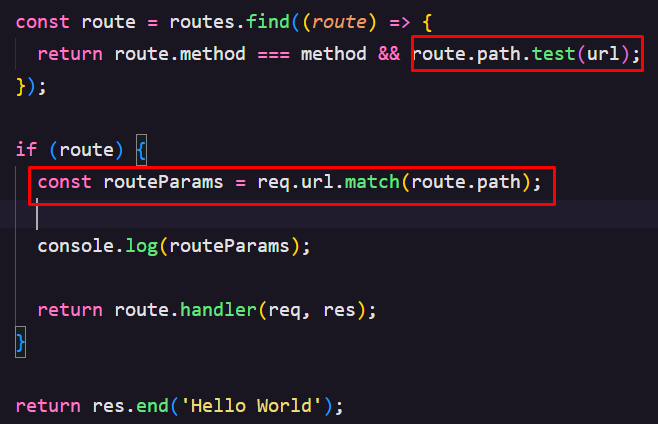 const route = routes.find((route) => {
return route.method === method && route.path.test(url);
});
if (route) {
const routeParams = req.url.match(route.path);
console.log(routeParams);
return route.handler(req, res);
}
return res.end('Hello World');